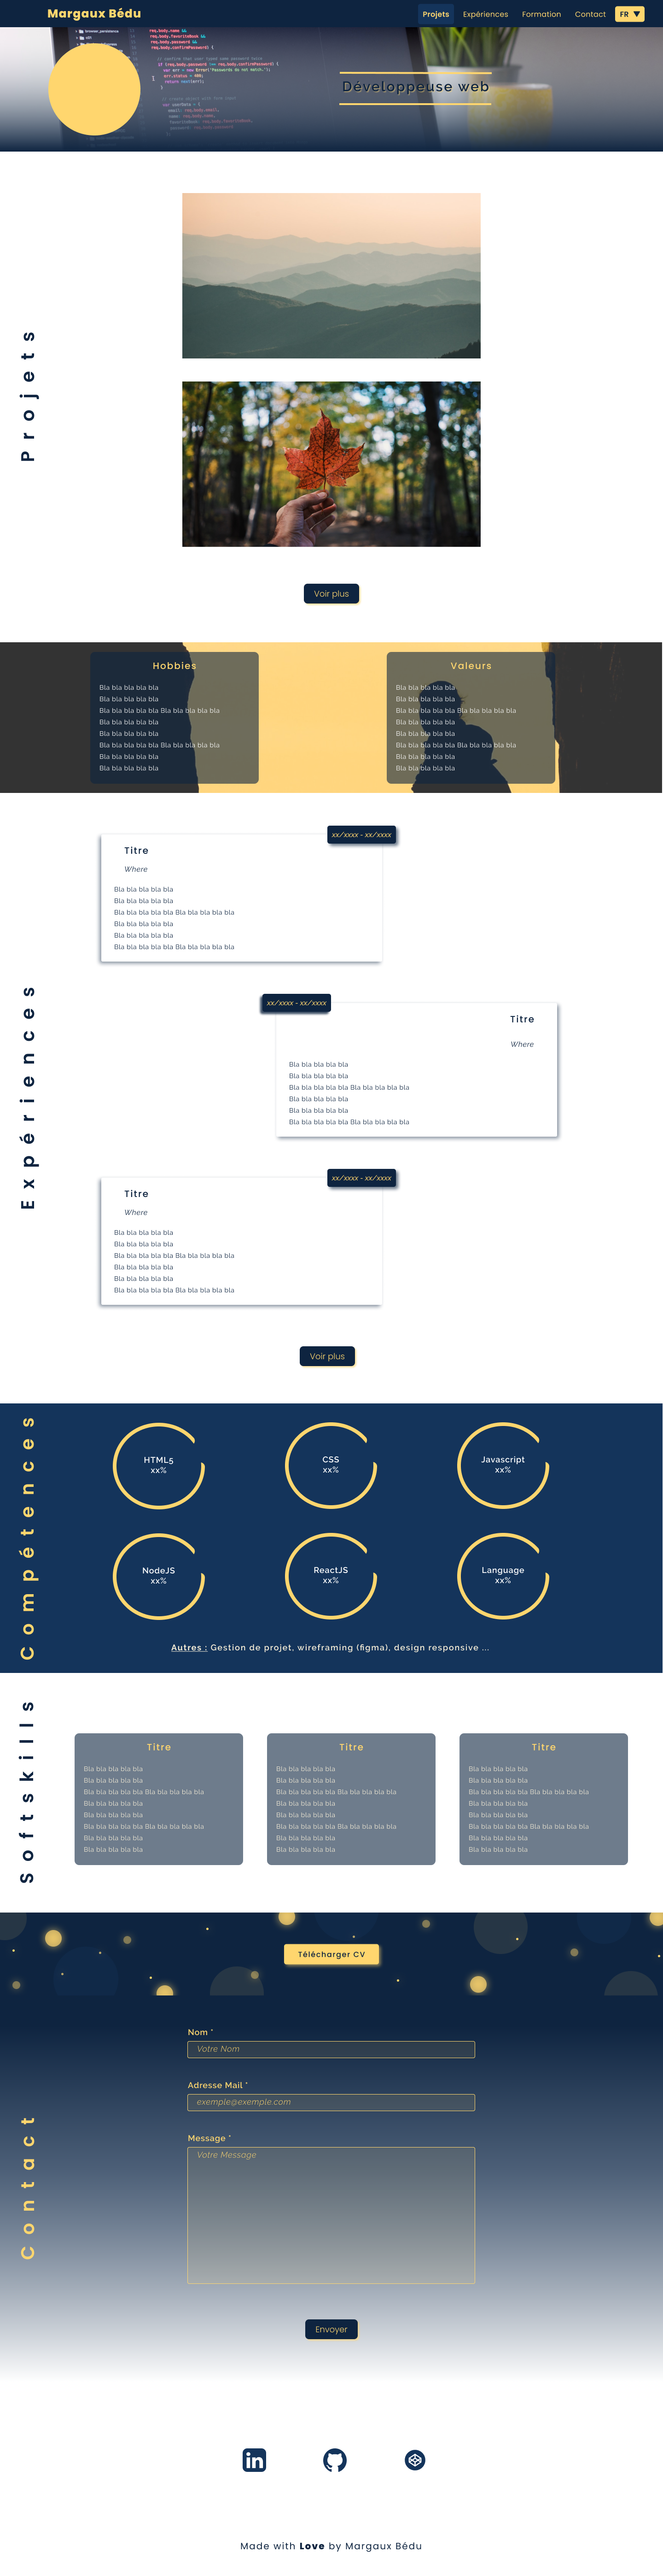 Margaux Bédu
Projets
Expériences
Formation
Contact
FR ▼
Développeuse web
Projets
Voir plus
Hobbies
Bla bla bla bla bla
Bla bla bla bla bla
Bla bla bla bla bla Bla bla bla bla bla
Bla bla bla bla bla
Bla bla bla bla bla
Bla bla bla bla bla Bla bla bla bla bla
Bla bla bla bla bla
Bla bla bla bla bla
Valeurs
Bla bla bla bla bla
Bla bla bla bla bla
Bla bla bla bla bla Bla bla bla bla bla
Bla bla bla bla bla
Bla bla bla bla bla
Bla bla bla bla bla Bla bla bla bla bla
Bla bla bla bla bla
Bla bla bla bla bla
Expériences
xx/xxxx - xx/xxxx
Titre
Where
Bla bla bla bla bla
Bla bla bla bla bla
Bla bla bla bla bla Bla bla bla bla bla
Bla bla bla bla bla
Bla bla bla bla bla
Bla bla bla bla bla Bla bla bla bla bla
xx/xxxx - xx/xxxx
Titre
Where
Bla bla bla bla bla
Bla bla bla bla bla
Bla bla bla bla bla Bla bla bla bla bla
Bla bla bla bla bla
Bla bla bla bla bla
Bla bla bla bla bla Bla bla bla bla bla
xx/xxxx - xx/xxxx
Titre
Where
Bla bla bla bla bla
Bla bla bla bla bla
Bla bla bla bla bla Bla bla bla bla bla
Bla bla bla bla bla
Bla bla bla bla bla
Bla bla bla bla bla Bla bla bla bla bla
Voir plus
Compétences
HTML5
xx%
CSS
xx%
Javascript
xx%
NodeJS
xx%
ReactJS
xx%
Language
xx%
Autres : Gestion de projet, wireframing (figma), design responsive ...
Softskills
Titre
Bla bla bla bla bla
Bla bla bla bla bla
Bla bla bla bla bla Bla bla bla bla bla
Bla bla bla bla bla
Bla bla bla bla bla
Bla bla bla bla bla Bla bla bla bla bla
Bla bla bla bla bla
Bla bla bla bla bla
Titre
Bla bla bla bla bla
Bla bla bla bla bla
Bla bla bla bla bla Bla bla bla bla bla
Bla bla bla bla bla
Bla bla bla bla bla
Bla bla bla bla bla Bla bla bla bla bla
Bla bla bla bla bla
Bla bla bla bla bla
Titre
Bla bla bla bla bla
Bla bla bla bla bla
Bla bla bla bla bla Bla bla bla bla bla
Bla bla bla bla bla
Bla bla bla bla bla
Bla bla bla bla bla Bla bla bla bla bla
Bla bla bla bla bla
Bla bla bla bla bla
Télécharger CV
Contact
Nom *
Votre Nom
Adresse Mail *
exemple@exemple.com
Message *
Votre Message
Envoyer
in
Made with Love by Margaux Bédu